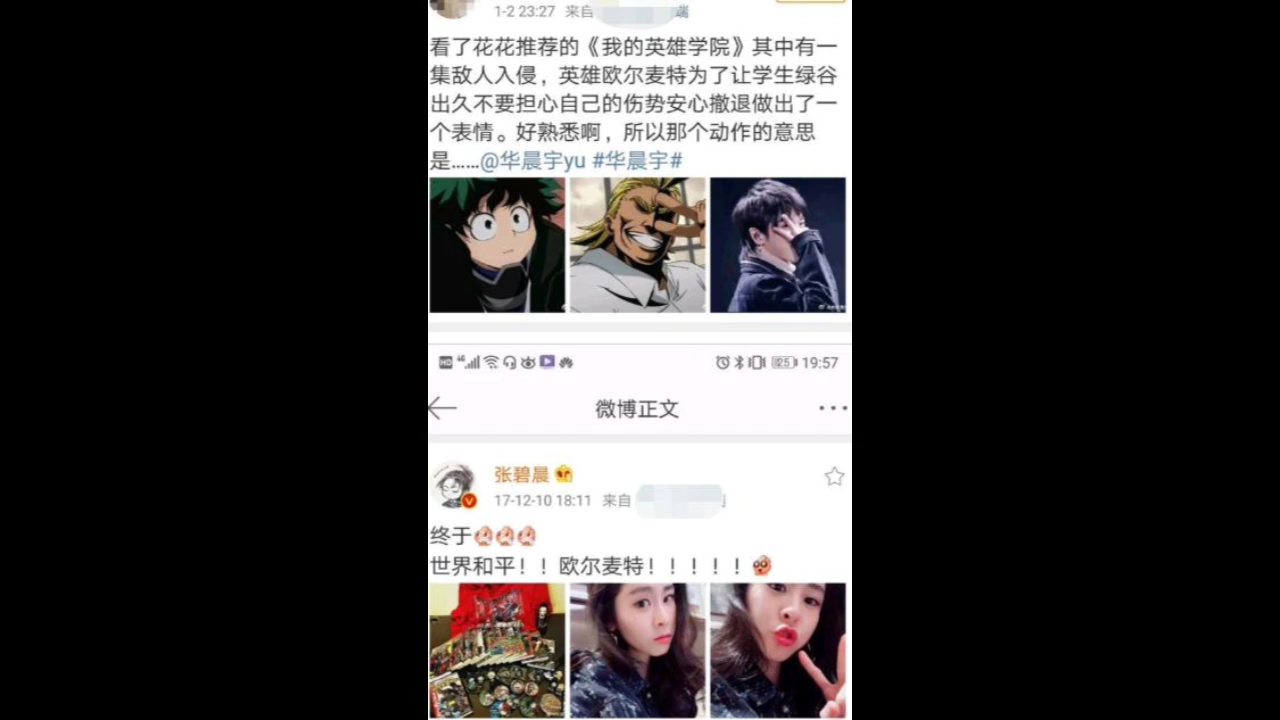 1-2 23:27 来自 端
看了花花推荐的《我的英雄学院》其中有一
集敌人入侵，英雄欧尔麦特为了让学生绿谷
出久不要担心自己的伤势安心撤退做出了一
个表情。好熟悉啊，所以那个动作的意思
是……@华晨宇yu #华晨宇#
HD 46 25 19:57
微博正文
张碧晨
17-12-10 18:11 来自
终于
世界和平！！欧尔麦特！！！！！